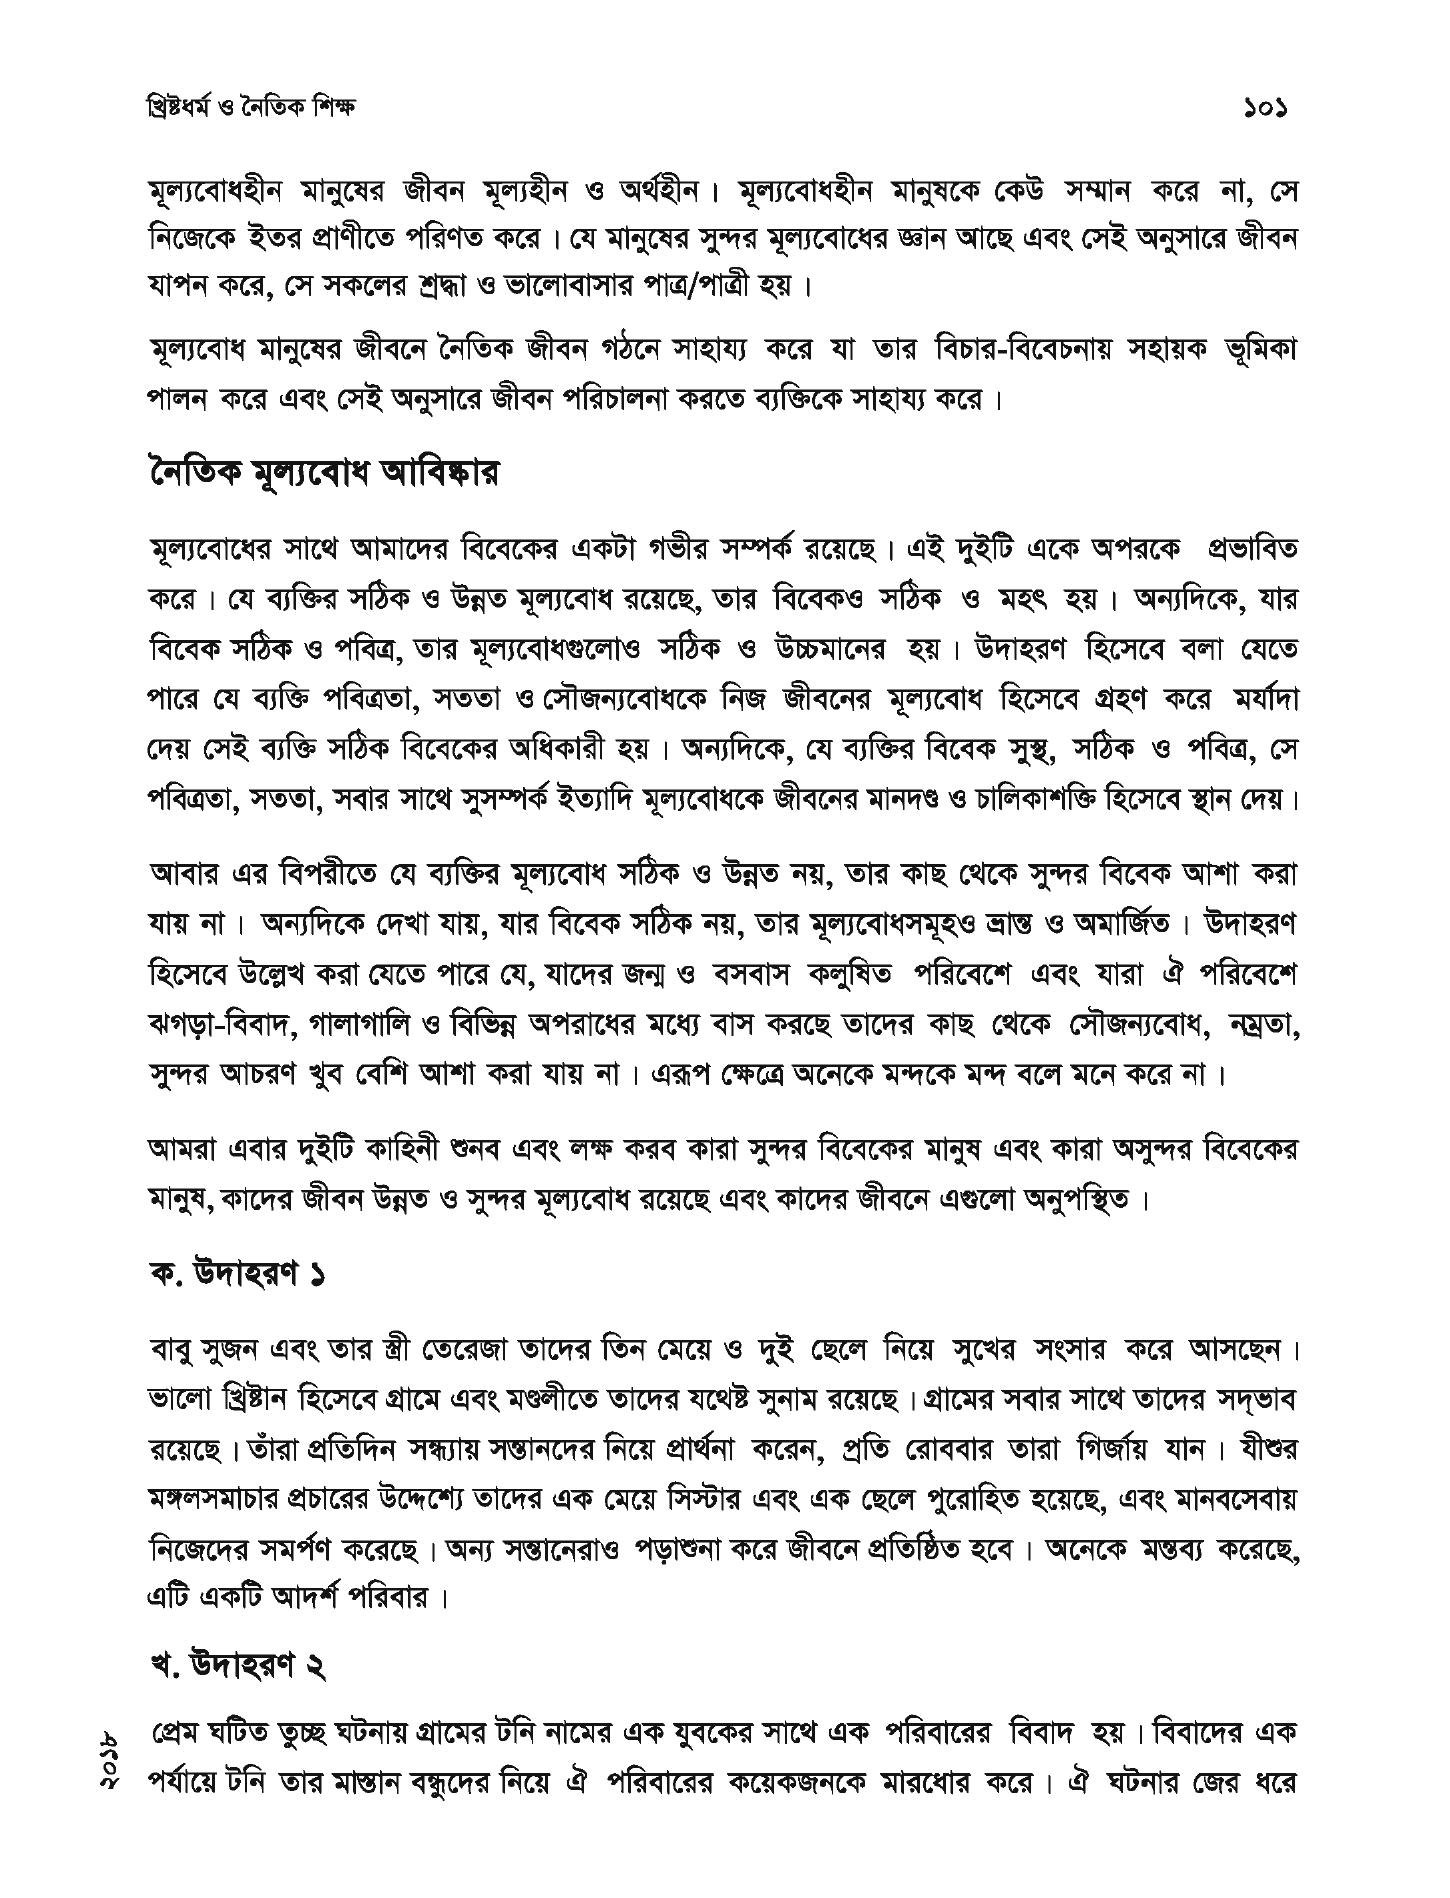 খ্রিষ্টধর্ম ও নৈতিক শিক্ষ
১০১
মূল্যবোধহীন মানুষের জীবন মূল্যহীন ও অর্থহীন। মূল্যবোধহীন মানুষকে কেউ সম্মান করে না, সে
নিজেকে ইতর প্রাণীতে পরিণত করে। যে মানুষের সুন্দর মূল্যবোধের জ্ঞান আছে এবং সেই অনুসারে জীবন
যাপন করে, সে সকলের শ্রদ্ধা ও ভালোবাসার পাত্র/পাত্রী হয়।
মূল্যবোধ মানুষের জীবনে নৈতিক জীবন গঠনে সাহায্য করে যা তার বিচার-বিবেচনায় সহায়ক ভূমিকা
পালন করে এবং সেই অনুসারে জীবন পরিচালনা করতে ব্যক্তিকে সাহায্য করে।
নৈতিক মূল্যবোধ আবিষ্কার
মূল্যবোধের সাথে আমাদের বিবেকের একটা গভীর সম্পর্ক রয়েছে। এই দুইটি একে অপরকে প্রভাবিত
করে। যে ব্যক্তির সঠিক ও উন্নত মূল্যবোধ রয়েছে, তার বিবেকও সঠিক ও মহৎ হয়। অন্যদিকে, যার
বিবেক সঠিক ও পবিত্র, তার মূল্যবোধগুলোও সঠিক ও উচ্চমানের হয়। উদাহরণ হিসেবে বলা যেতে
পারে যে ব্যক্তি পবিত্রতা, সততা ও সৌজন্যবোধকে নিজ জীবনের মূল্যবোধ হিসেবে গ্রহণ করে মর্যাদা
দেয় সেই ব্যক্তি সঠিক বিবেকের অধিকারী হয়। অন্যদিকে, যে ব্যক্তির বিবেক সুস্থ, সঠিক ও পবিত্র, সে
পবিত্রতা, সততা, সবার সাথে সুসম্পর্ক ইত্যাদি মূল্যবোধকে জীবনের মানদণ্ড ও চালিকাশক্তি হিসেবে স্থান দেয়।
আবার এর বিপরীতে যে ব্যক্তির মূল্যবোধ সঠিক ও উন্নত নয়, তার কাছ থেকে সুন্দর বিবেক আশা করা
যায় না। অন্যদিকে দেখা যায়, যার বিবেক সঠিক নয়, তার মূল্যবোধসমূহও ভ্রান্ত ও অমার্জিত। উদাহরণ
হিসেবে উল্লেখ করা যেতে পারে যে, যাদের জন্ম ও বসবাস কলুষিত পরিবেশে এবং যারা ঐ পরিবেশে
ঝগড়া-বিবাদ, গালাগালি ও বিভিন্ন অপরাধের মধ্যে বাস করছে তাদের কাছ থেকে সৌজন্যবোধ, নম্রতা,
সুন্দর আচরণ খুব বেশি আশা করা যায় না। এরূপ ক্ষেত্রে অনেকে মন্দকে মন্দ বলে মনে করে না।
আমরা এবার দুইটি কাহিনী শুনব এবং লক্ষ করব কারা সুন্দর বিবেকের মানুষ এবং কারা অসুন্দর বিবেকের
মানুষ, কাদের জীবন উন্নত ও সুন্দর মূল্যবোধ রয়েছে এবং কাদের জীবনে এগুলো অনুপস্থিত।
ক. উদাহরণ ১
বাবু সুজন এবং তার স্ত্রী তেরেজা তাদের তিন মেয়ে ও দুই ছেলে নিয়ে সুখের সংসার করে আসছেন।
ভালো খ্রিষ্টান হিসেবে গ্রামে এবং মণ্ডলীতে তাদের যথেষ্ট সুনাম রয়েছে। গ্রামের সবার সাথে তাদের সদ্‌ভাব
রয়েছে। তাঁরা প্রতিদিন সন্ধ্যায় সন্তানদের নিয়ে প্রার্থনা করেন, প্রতি রোববার তারা গির্জায় যান। যীশুর
মঙ্গলসমাচার প্রচারের উদ্দেশ্যে তাদের এক মেয়ে সিস্টার এবং এক ছেলে পুরোহিত হয়েছে, এবং মানবসেবায়
নিজেদের সমর্পণ করেছে। অন্য সন্তানেরাও পড়াশুনা করে জীবনে প্রতিষ্ঠিত হবে। অনেকে মন্তব্য করেছে,
এটি একটি আদর্শ পরিবার।
খ. উদাহরণ ২
প্রেম ঘটিত তুচ্ছ ঘটনায় গ্রামের টনি নামের এক যুবকের সাথে এক পরিবারের বিবাদ হয়। বিবাদের এক
পর্যায়ে টনি তার মাস্তান বন্ধুদের নিয়ে ঐ পরিবারের কয়েকজনকে মারধোর করে। ঐ ঘটনার জের ধরে
২০১৮